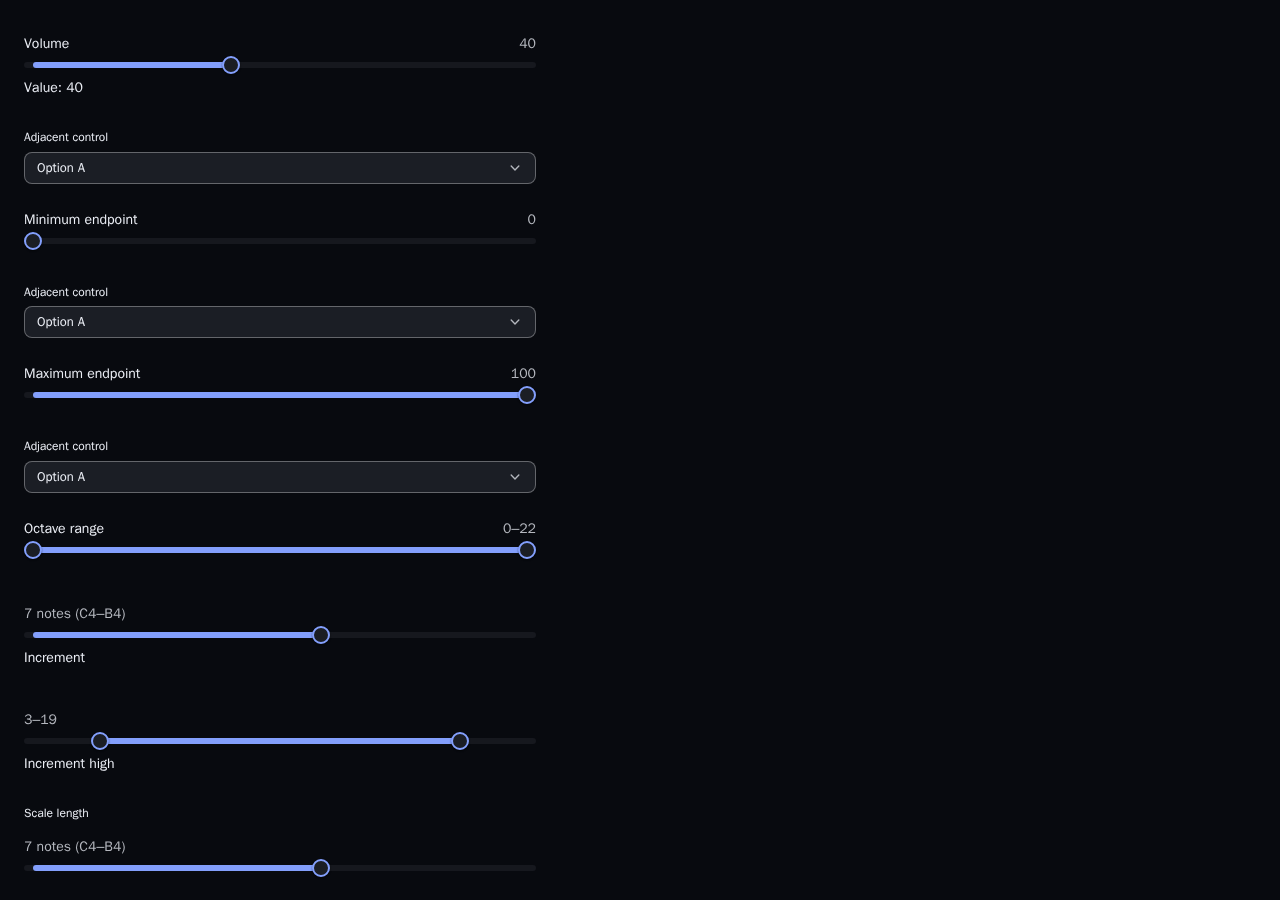 Volume 40
Value: 40
Adjacent control
Option A
Minimum endpoint 0
Adjacent control
Option A
Maximum endpoint 100
Adjacent control
Option A
Octave range 0–22
7 notes (C4–B4)
Increment
3–19
Increment high
Scale length
7 notes (C4–B4)